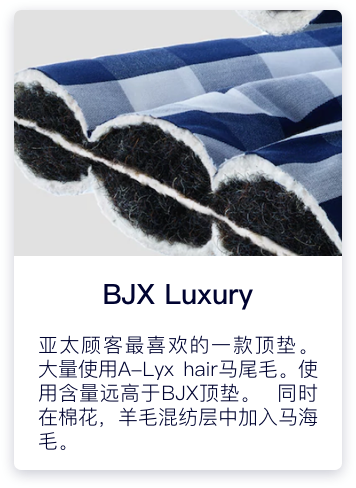 BJX Luxury
亚太顾客最喜欢的一款顶垫。
大量使用A-Lyx hair马尾毛。使
用含量远高于BJX顶垫。 同时
在棉花，羊毛混纺层中加入马海
毛。